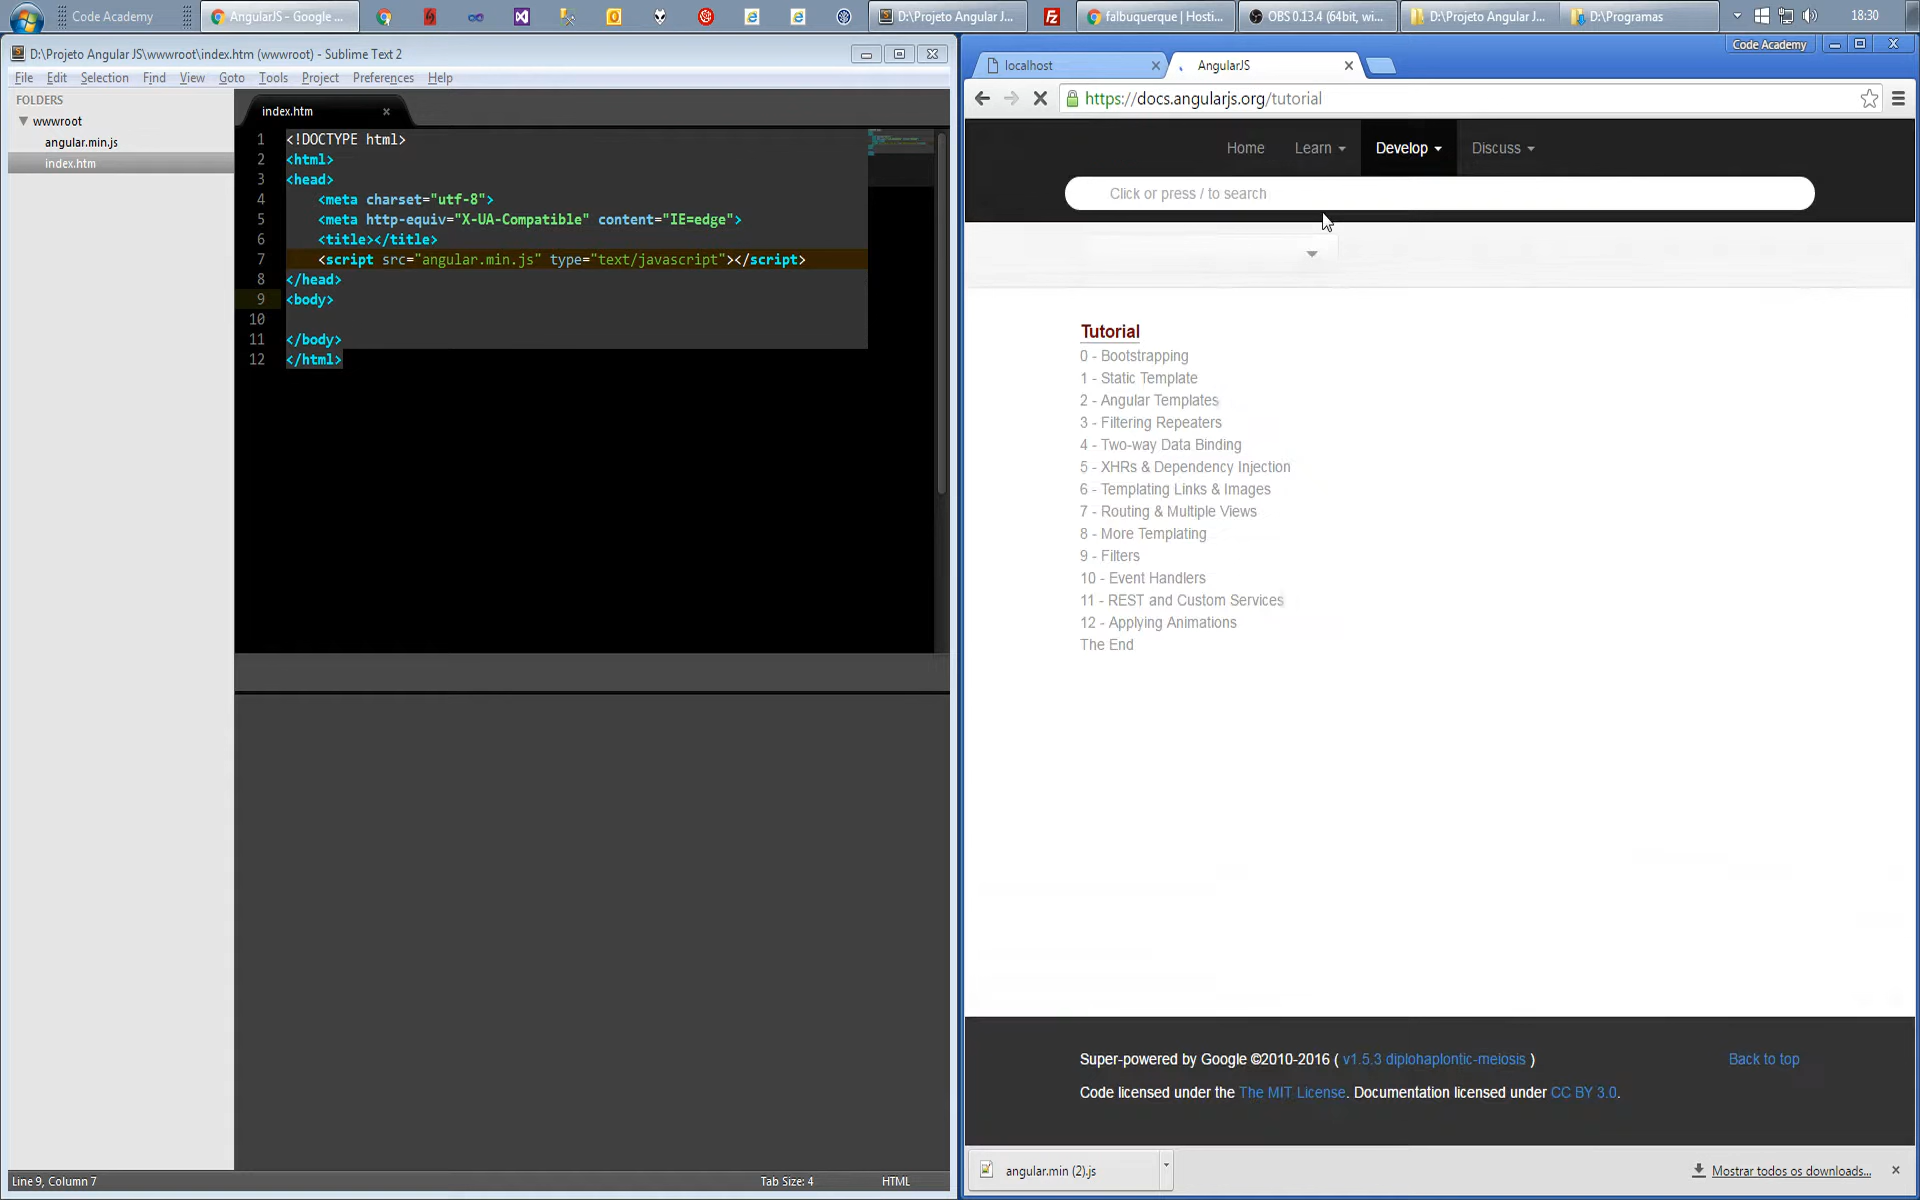 Code Academy
AngularJS - Google ...
D:\Projeto Angular J...
falbuquerque | Hosti...
OBS 0.13.4 (64bit, wi...
D:\Projeto Angular J...
D:\Programas
18:30
D:\Projeto Angular JS\wwwroot\index.htm (wwwroot) - Sublime Text 2
File Edit Selection Find View Goto Tools Project Preferences Help
FOLDERS
wwwroot
angular.min.js
index.htm
index.htm
1 <!DOCTYPE html>
2 <html>
3 <head>
4 <meta charset="utf-8">
5 <meta http-equiv="X-UA-Compatible" content="IE=edge">
6 <title></title>
7 <script src="angular.min.js" type="text/javascript"></script>
8 </head>
9 <body>
10
11 </body>
12 </html>
Line 9, Column 7
Tab Size: 4
HTML
Code Academy
localhost
AngularJS
https://docs.angularjs.org/tutorial
Home Learn Develop Discuss
Click or press / to search
Tutorial
0 - Bootstrapping
1 - Static Template
2 - Angular Templates
3 - Filtering Repeaters
4 - Two-way Data Binding
5 - XHRs & Dependency Injection
6 - Templating Links & Images
7 - Routing & Multiple Views
8 - More Templating
9 - Filters
10 - Event Handlers
11 - REST and Custom Services
12 - Applying Animations
The End
Super-powered by Google ©2010-2016 ( v1.5.3 diplohaplontic-meiosis )
Back to top
Code licensed under the The MIT License. Documentation licensed under CC BY 3.0.
angular.min (2).js
Mostrar todos os downloads...